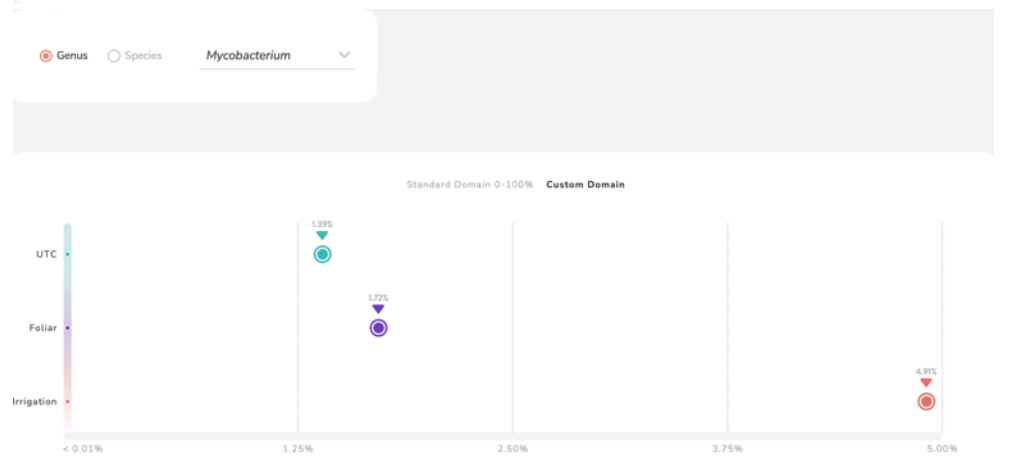 Genus Species Mycobacterium
Standard Domain 0-100% Custom Domain
1.39%
UTC
1.72%
Foliar
4.91%
Irrigation
< 0.01% 1.25% 2.50% 3.75% 5.00%